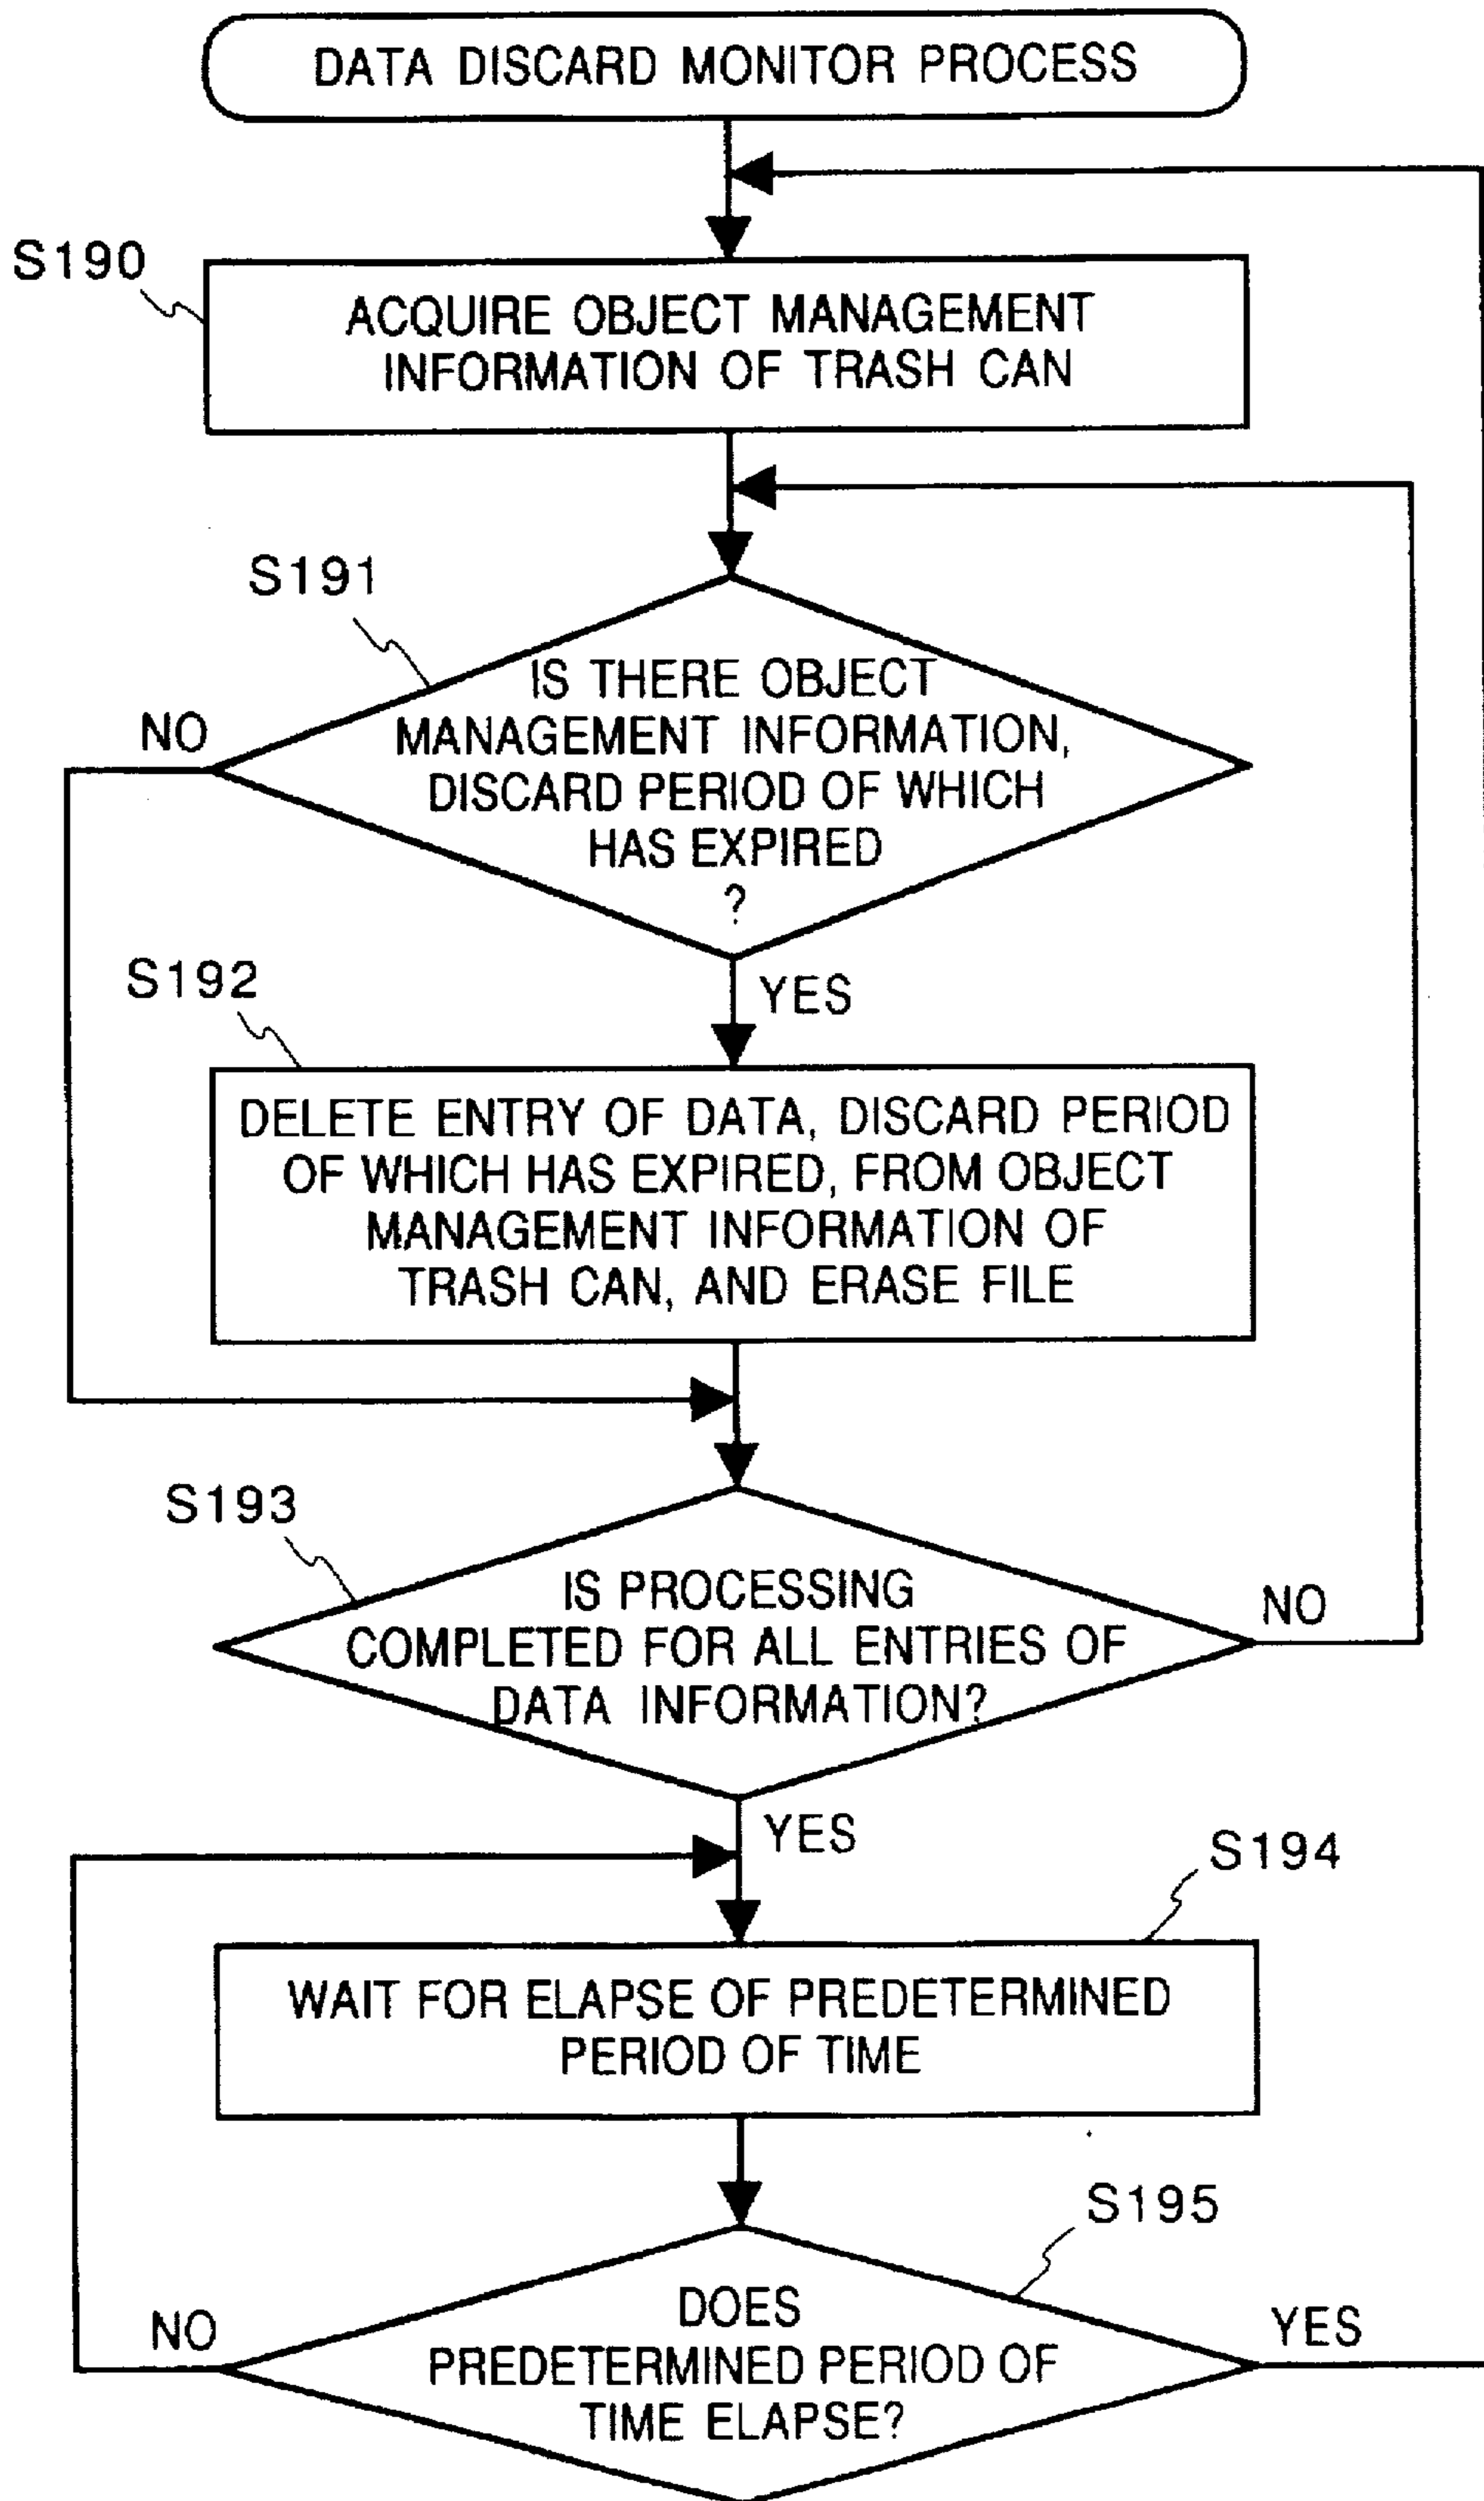 DATA DISCARD MONITOR PROCESS
S190
ACQUIRE OBJECT MANAGEMENT
INFORMATION OF TRASH CAN
S191
IS THERE OBJECT
MANAGEMENT INFORMATION,
DISCARD PERIOD OF WHICH
HAS EXPIRED
?
NO
YES
S192
DELETE ENTRY OF DATA, DISCARD PERIOD
OF WHICH HAS EXPIRED, FROM OBJECT
MANAGEMENT INFORMATION OF
TRASH CAN, AND ERASE FILE
S193
IS PROCESSING
COMPLETED FOR ALL ENTRIES OF
DATA INFORMATION?
NO
YES
S194
WAIT FOR ELAPSE OF PREDETERMINED
PERIOD OF TIME
S195
DOES
PREDETERMINED PERIOD OF
TIME ELAPSE?
NO
YES